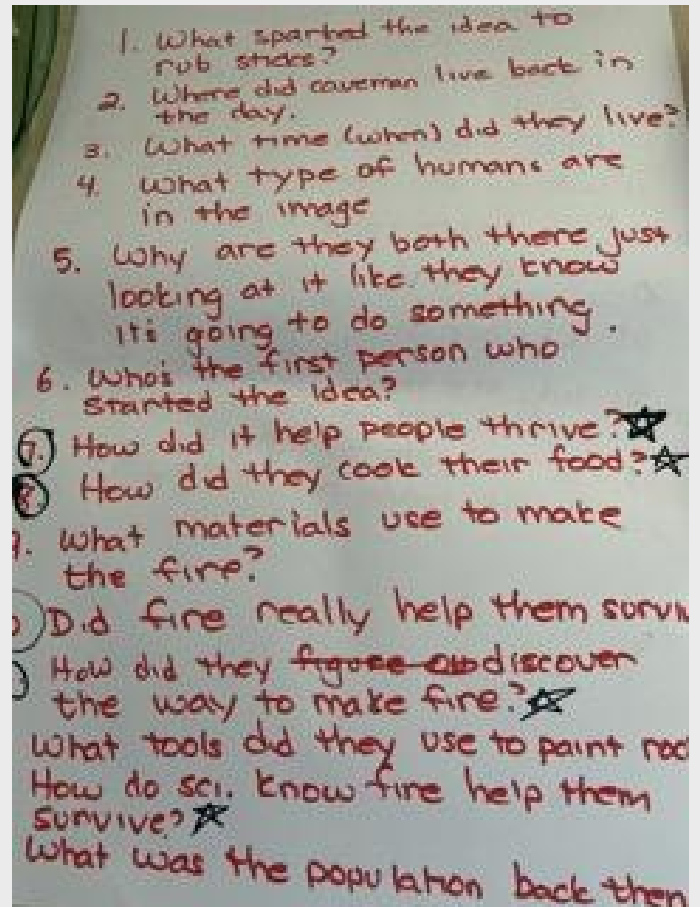 1. What sparked the idea to
rub sticks?
2. Where did caveman live back in
the day.
3. What time (when) did they live?
4. What type of humans are
in the image
5. Why are they both there just
looking at it like they know
it's going to do something.
6. Who's the first person who
started the idea?
7. How did it help people thrive?
8. How did they cook their food?
9. What materials use to make
the fire?
Did fire really help them surviv
How did they figure out discover
the way to make fire?
What tools did they use to paint roc
How do sci. know fire help them
survive?
What was the population back then